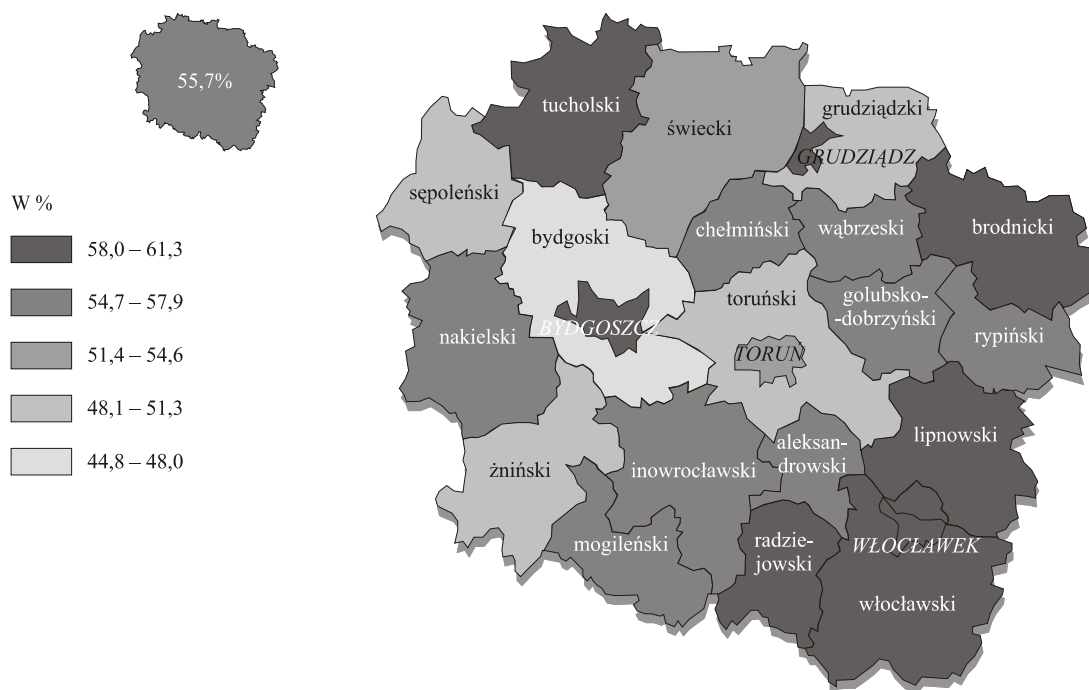 55,7%
W %
58,0 – 61,3
54,7 – 57,9
51,4 – 54,6
48,1 – 51,3
44,8 – 48,0
tucholski
świecki
grudziądzki
GRUDZIĄDZ
sępoleński
bydgoski
chełmiński
wąbrzeski
brodnicki
BYDGOSZCZ
nakielski
toruński
TORUŃ
golubsko-
-dobrzyński
rypiński
lipnowski
żniński
inowrocławski
aleksan-
drowski
mogileński
radzie-
jowski
WŁOCŁAWEK
włocławski